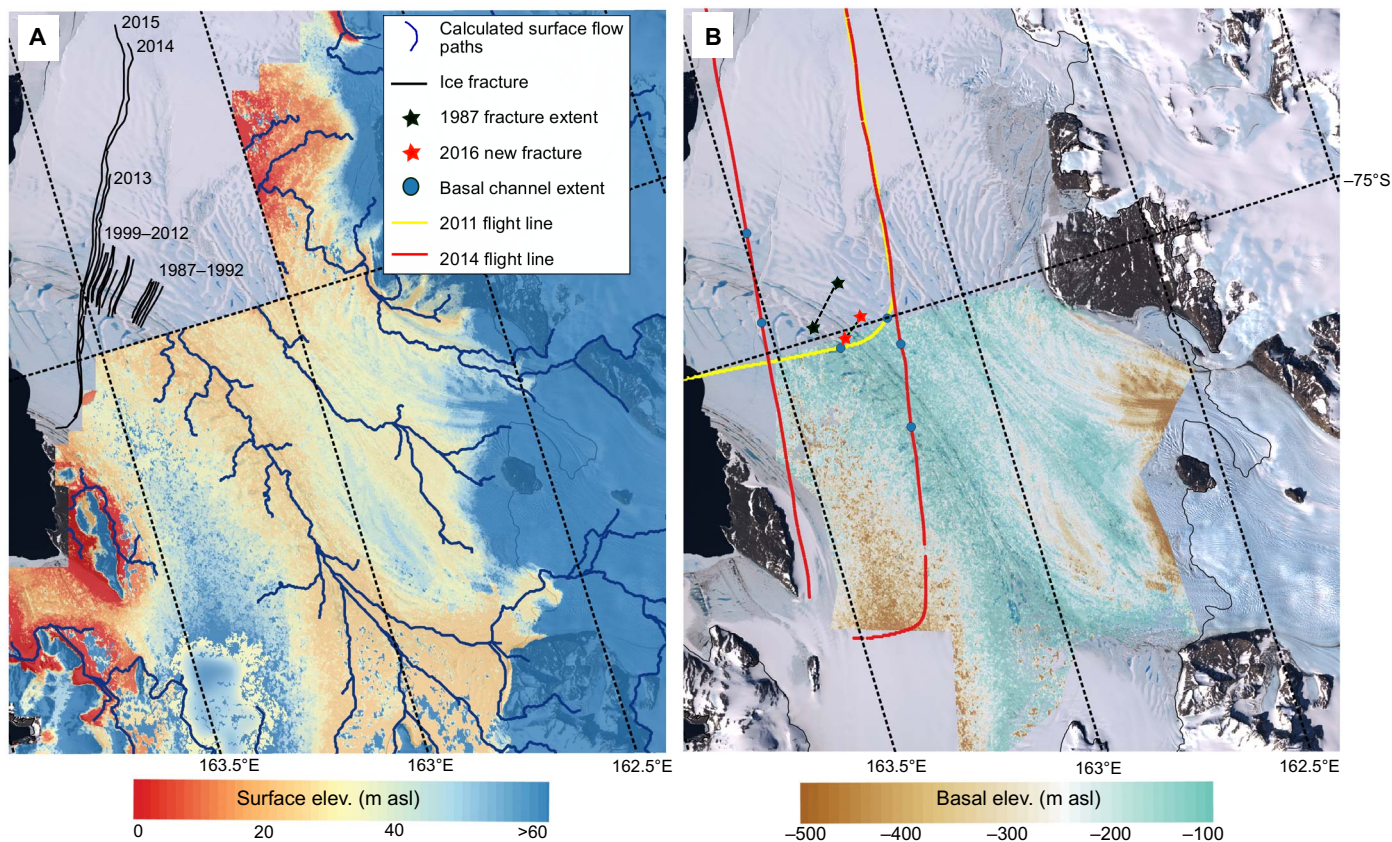 A
2015
2014
2013
1999–2012
1987–1992
Calculated surface flow
paths
Ice fracture
1987 fracture extent
2016 new fracture
Basal channel extent
2011 flight line
2014 flight line
B
–75°S
163.5°E
163°E
162.5°E
163.5°E
163°E
162.5°E
Surface elev. (m asl)
0
20
40
>60
Basal elev. (m asl)
–500
–400
–300
–200
–100